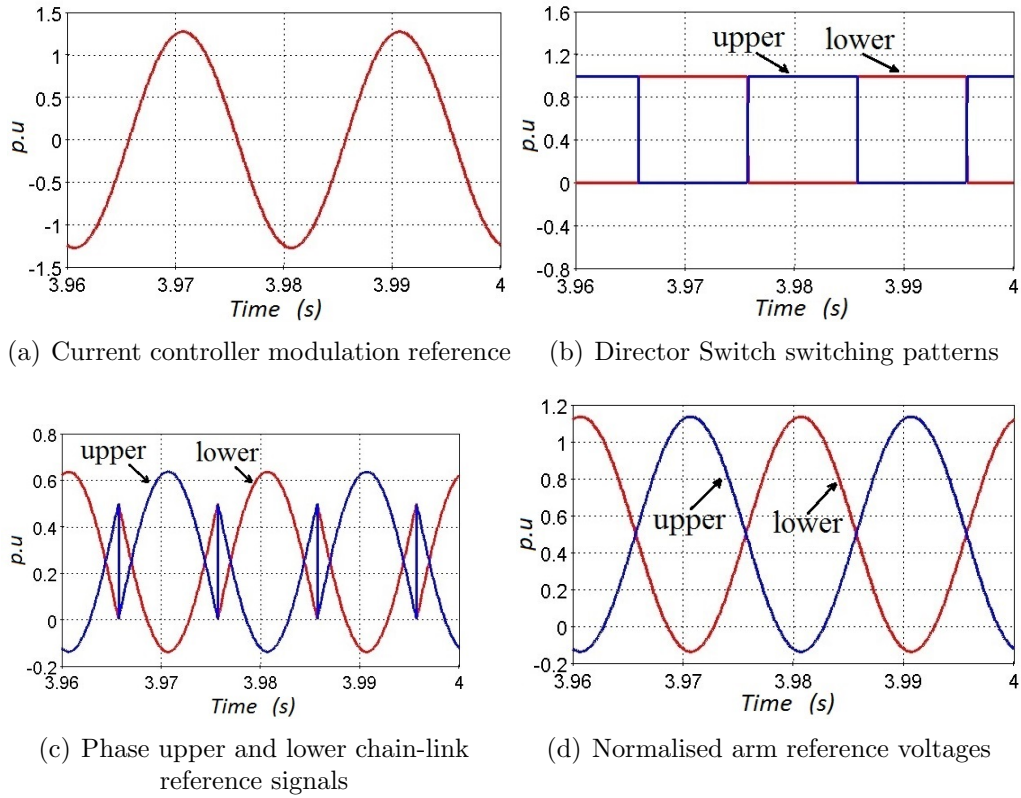 1.5
1
0.5
0
-0.5
-1
-1.5
p.u
3.96
3.97
3.98
3.99
4
Time (s)
(a) Current controller modulation reference
upper
lower
1.6
1.2
0.8
0.4
0
-0.4
-0.8
p.u
3.96
3.97
3.98
3.99
4
Time (s)
(b) Director Switch switching patterns
upper
lower
0.8
0.6
0.4
0.2
0
-0.2
p.u
3.96
3.97
3.98
3.99
4
Time (s)
(c) Phase upper and lower chain-link
reference signals
upper
lower
1.2
1
0.8
0.6
0.4
0.2
0
-0.2
p.u
3.96
3.97
3.98
3.99
4
Time (s)
(d) Normalised arm reference voltages